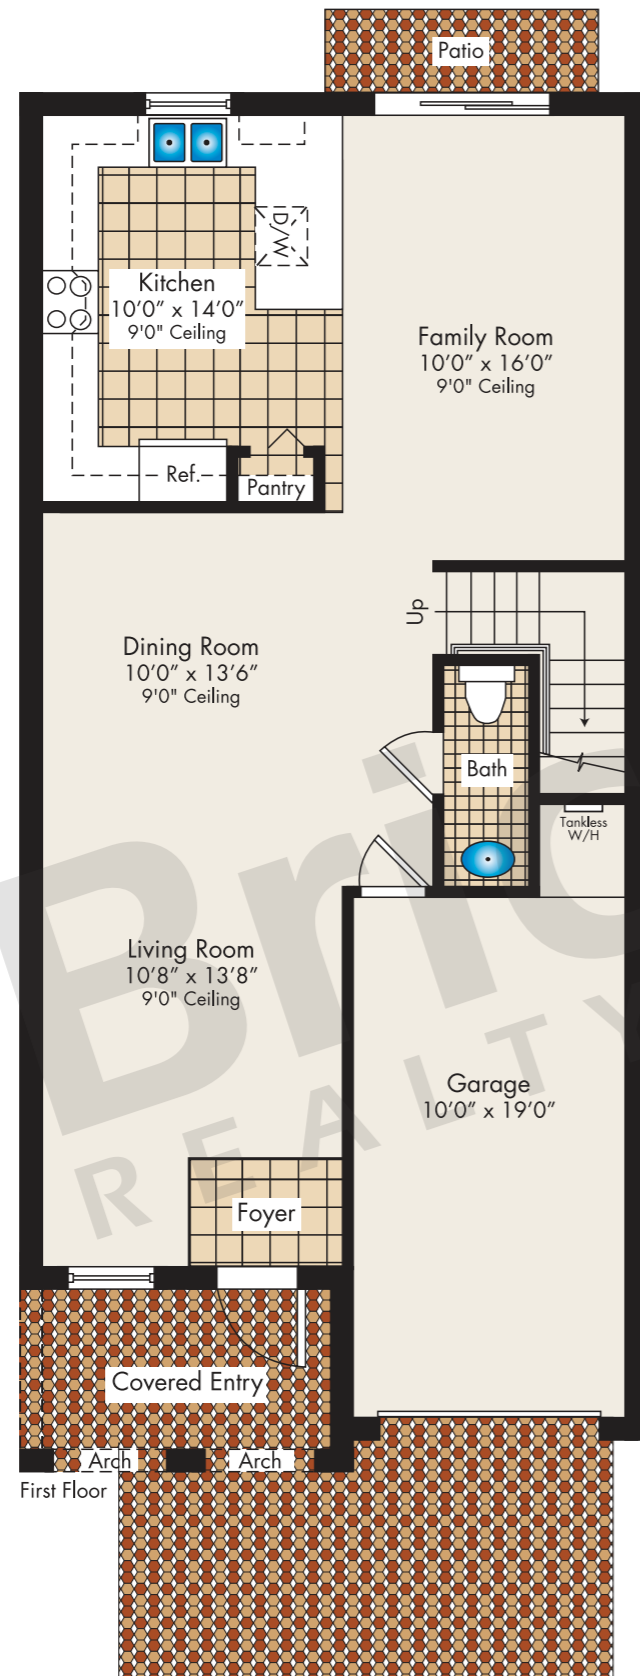 Patio
D/W
Kitchen
10'0" x 14'0"
9'0" Ceiling
Family Room
10'0" x 16'0"
9'0" Ceiling
Ref.
Pantry
Up
Dining Room
10'0" x 13'6"
9'0" Ceiling
Bath
Tankless
W/H
Living Room
10'8" x 13'8"
9'0" Ceiling
Garage
10'0" x 19'0"
Foyer
Covered Entry
Arch
Arch
First Floor
REALTY